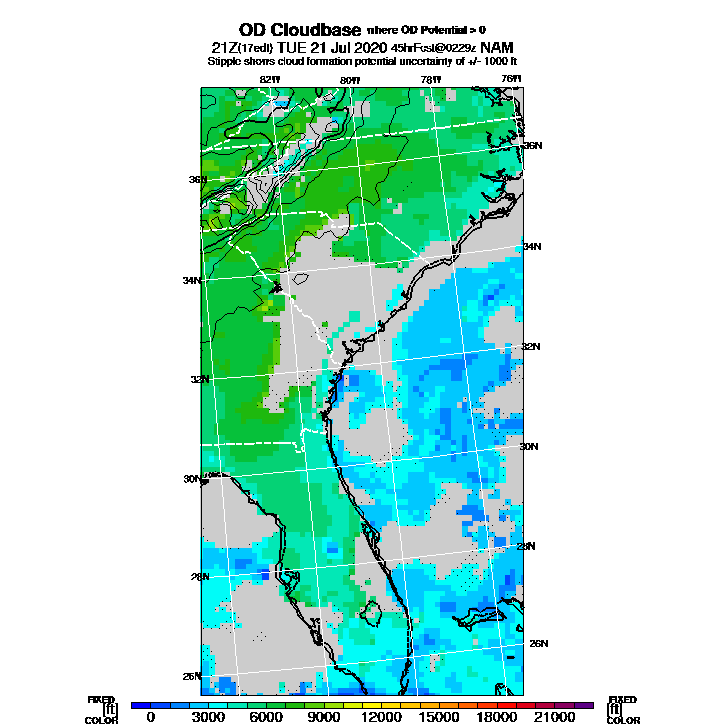 OD Cloudbase where OD Potential > 0
21Z(17edt) TUE 21 Jul 2020 45hrFcst@0229z NAM
Stipple shows cloud formation potential uncertainty of +/- 1000 ft
82W 80W 78W 76W
36N 36N
34N 34N
32N 32N
30N 30N
28N 28N
26N 26N
FIXED FIXED
[ft] [ft]
COLOR COLOR
0 3000 6000 9000 12000 15000 18000 21000